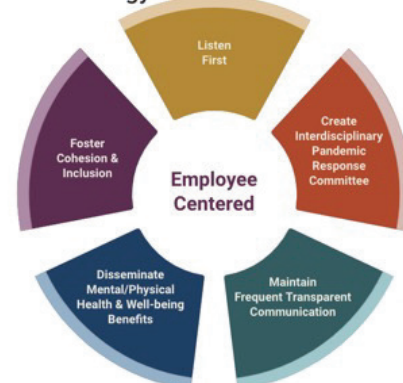 Listen
First
Create
Interdisciplinary
Pandemic
Response
Committee
Maintain
Frequent Transparent
Communication
Disseminate
Mental/Physical
Health & Well-being
Benefits
Foster
Cohesion &
Inclusion
Employee
Centered